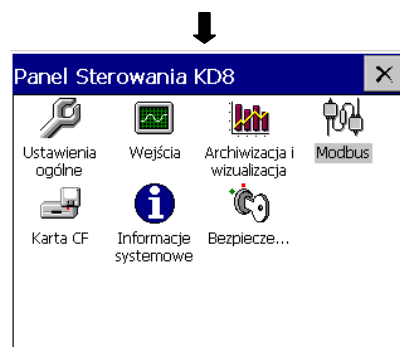 Panel Sterowania KD8
Ustawienia
ogólne
Wejścia
Archiwizacja i
wizualizacja
Modbus
Karta CF
Informacje
systemowe
Bezpiecze...